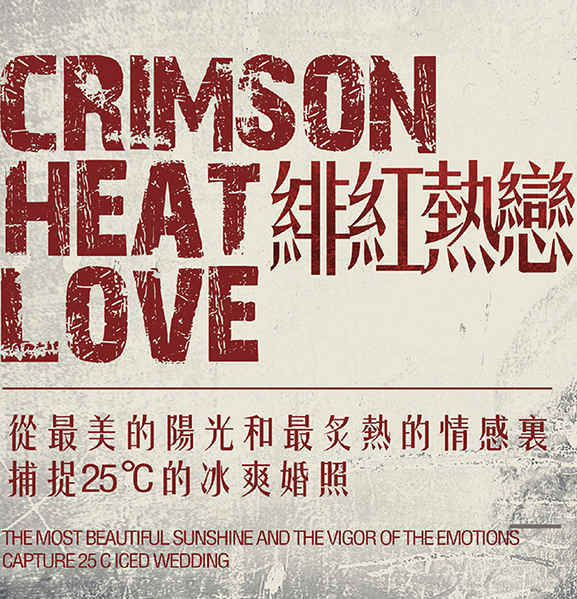 CRIMSON
HEAT 緋紅熱戀
LOVE
從最美的陽光和最炙熱的情感裏
捕捉25℃的冰爽婚照
THE MOST BEAUTIFUL SUNSHINE AND THE VIGOR OF THE EMOTIONS
CAPTURE 25 C ICED WEDDING